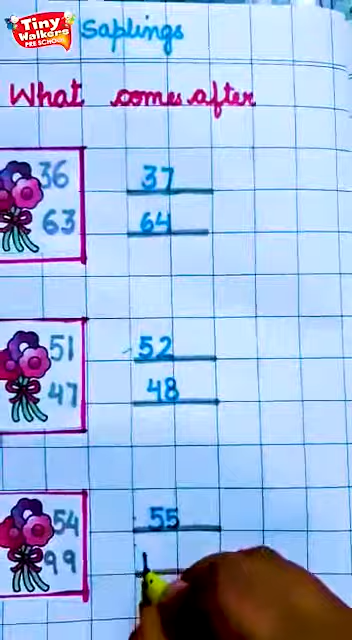 Tiny
Walkers
PRE SCHOOL
Saplings
What comes after
36 37
63 64
51 52
47 48
54 55
99